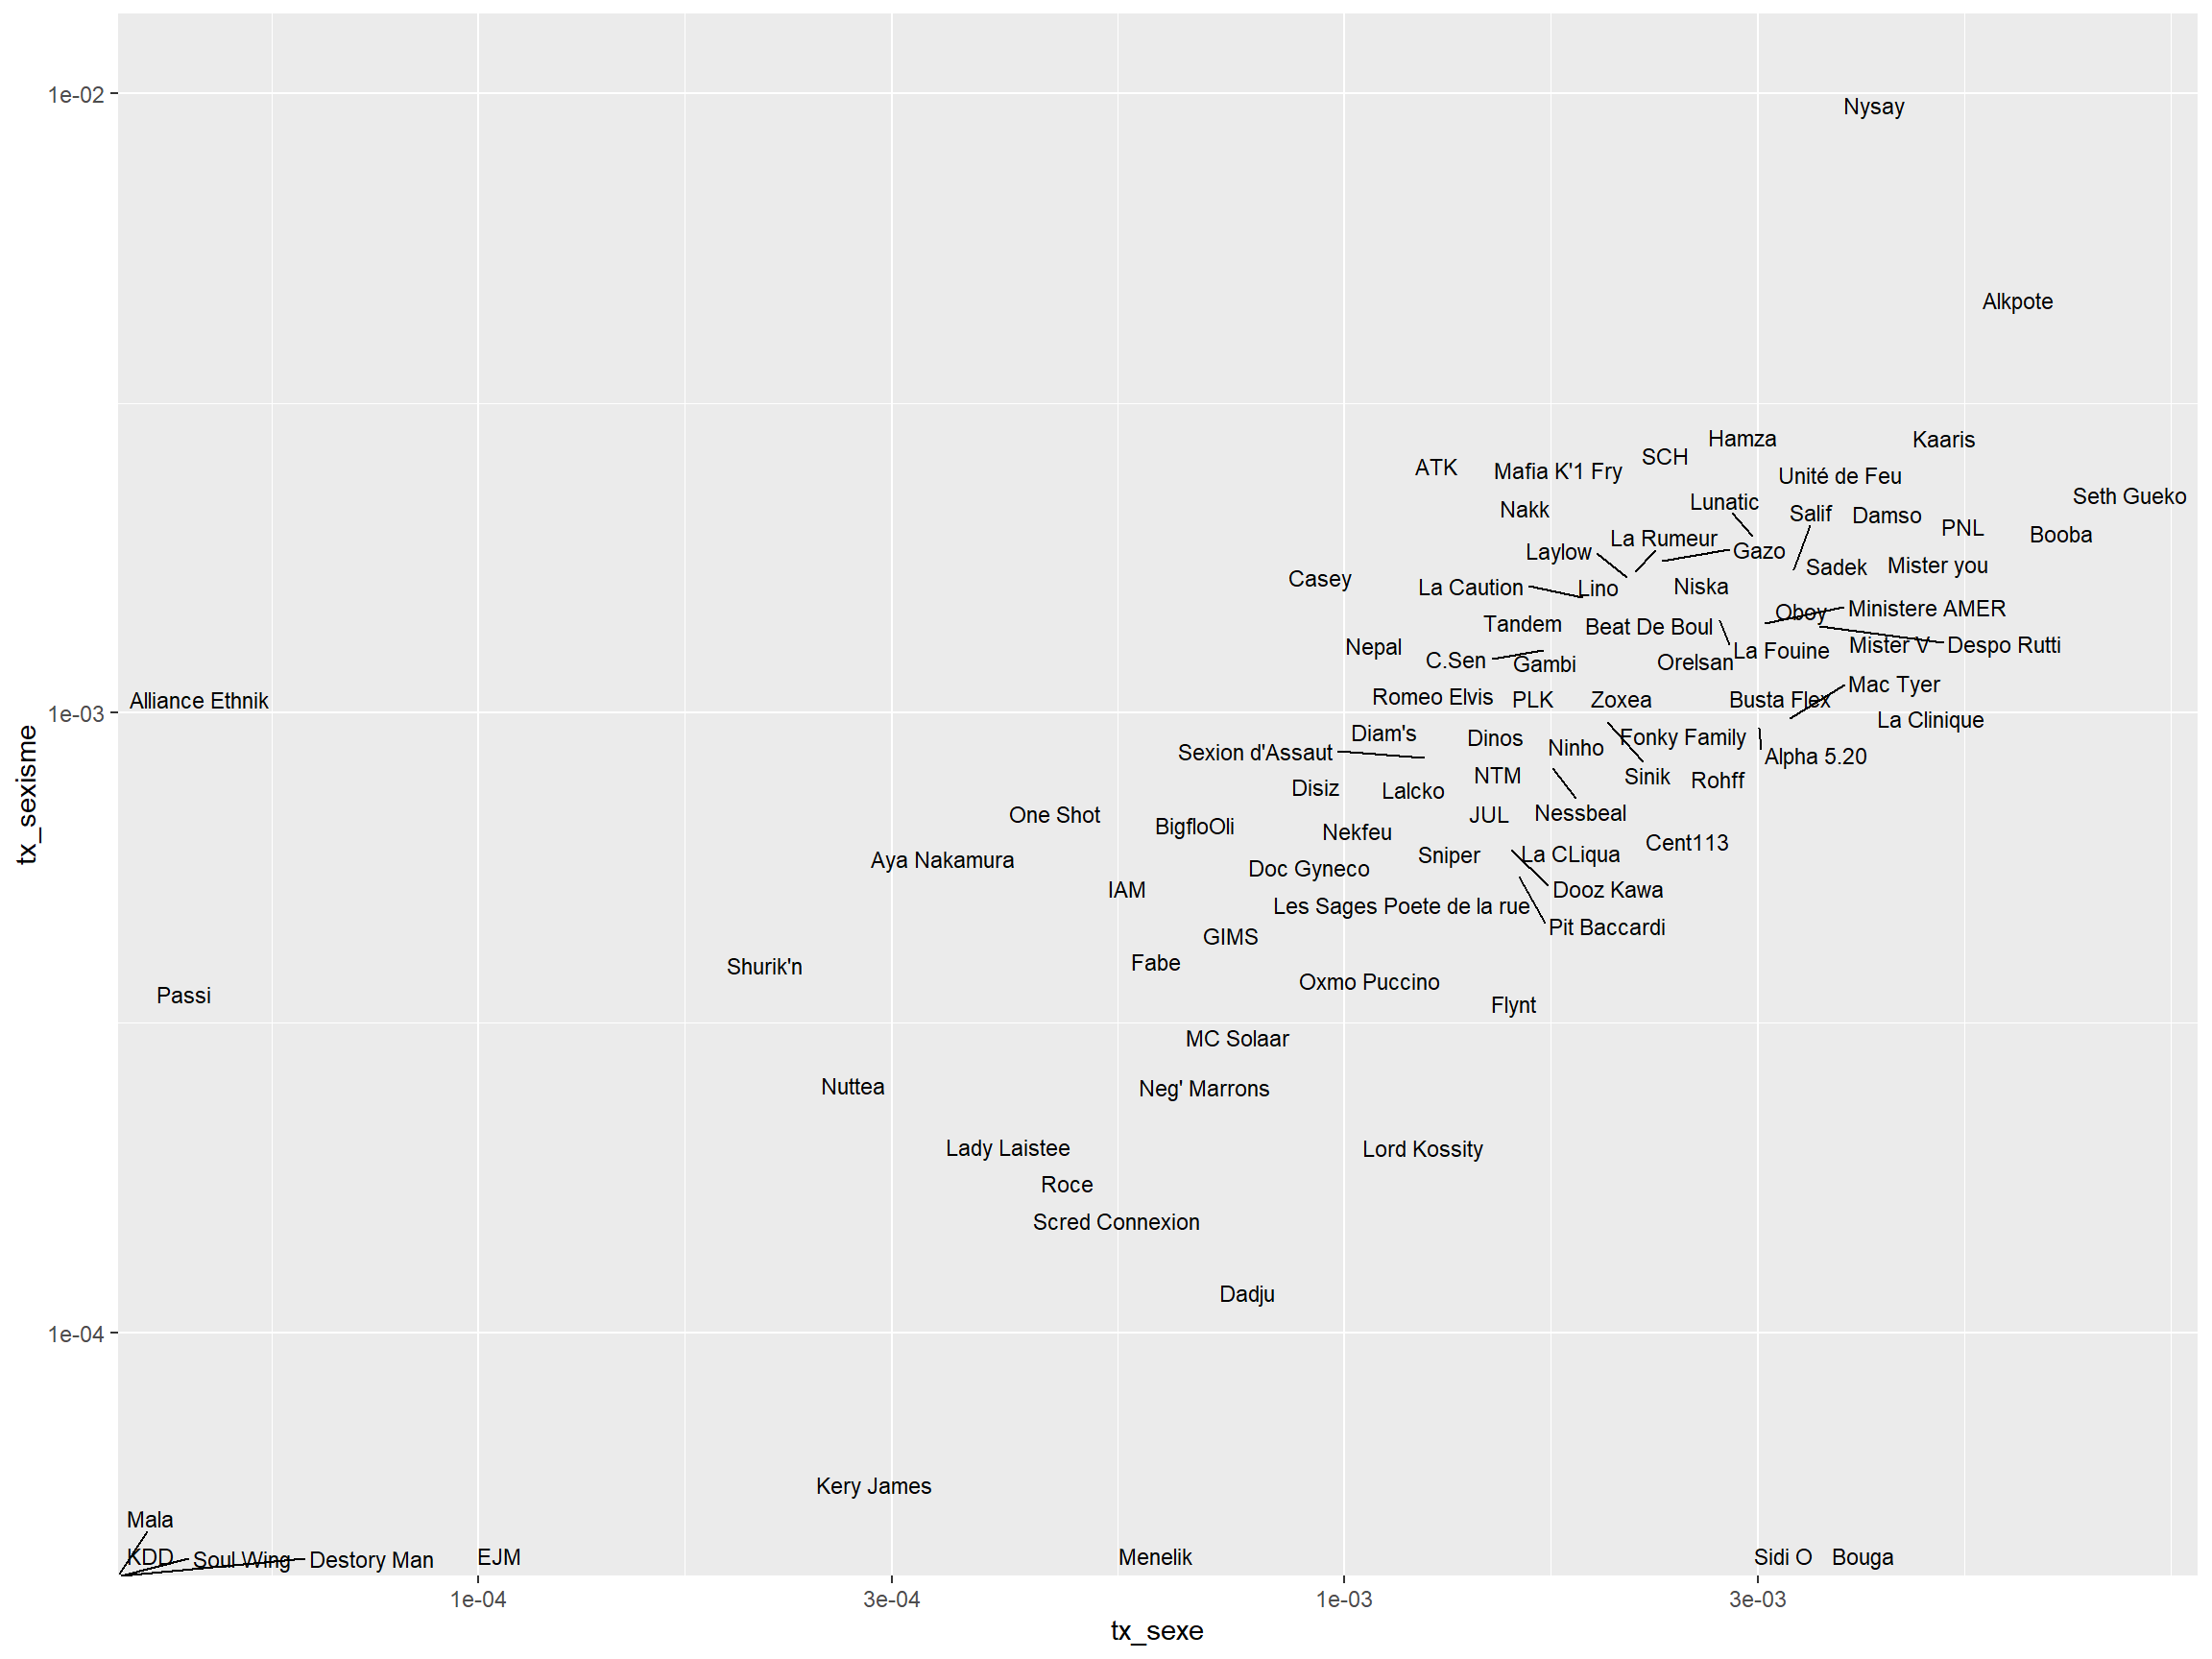 1e-02
Nysay
Alkpote
Hamza
Kaaris
SCH
ATK
Mafia K'1 Fry
Unité de Feu
Seth Gueko
Lunatic
Nakk
Salif
Damso
PNL
Booba
La Rumeur
Laylow
Gazo
Sadek
Mister you
Casey
La Caution
Lino
Niska
Oboy
Ministere AMER
Tandem
Beat De Boul
Nepal
Mister V
Despo Rutti
La Fouine
C.Sen
Gambi
Orelsan
Mac Tyer
Romeo Elvis
PLK
Zoxea
Busta Flex
Alliance Ethnik
1e-03
La Clinique
Diam's
Dinos
Fonky Family
Ninho
Sexion d'Assaut
Alpha 5.20
NTM
Sinik
Rohff
Disiz
Lalcko
One Shot
JUL
Nessbeal
BigfloOli
Nekfeu
Cent113
Aya Nakamura
Sniper
La CLiqua
Doc Gyneco
IAM
Dooz Kawa
Les Sages Poete de la rue
Pit Baccardi
GIMS
Fabe
Shurik'n
Oxmo Puccino
Passi
Flynt
MC Solaar
Nuttea
Neg' Marrons
Lady Laistee
Lord Kossity
Roce
Scred Connexion
Dadju
1e-04
Kery James
Mala
KDD
Soul Wing
Destory Man
EJM
Menelik
Sidi O
Bouga
1e-04
3e-04
1e-03
3e-03
tx_sexe
tx_sexisme